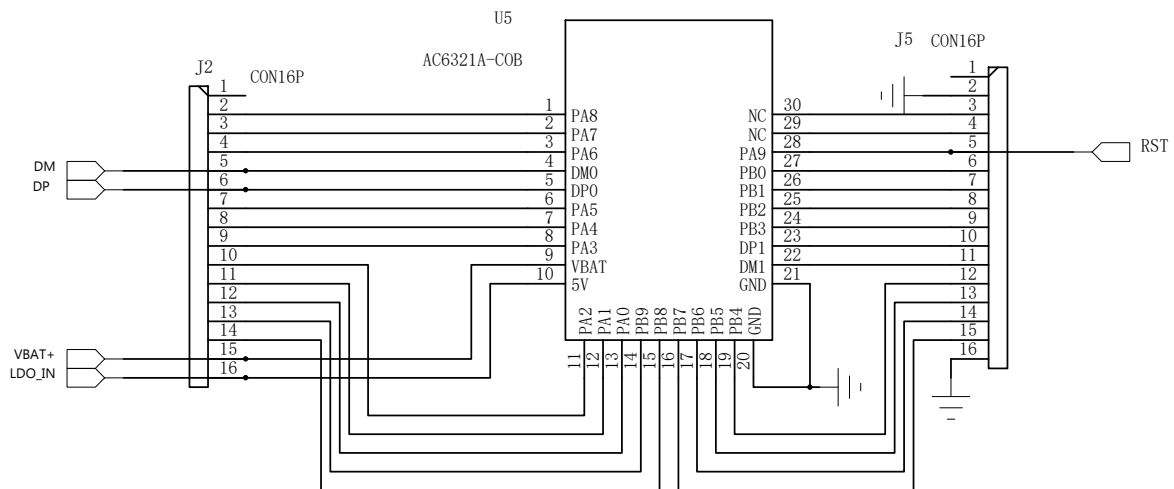 U5
AC6321A-COB
J2
CON16P
1
2
3
4
5
6
7
8
9
10
11
12
13
14
15
16
DM
DP
VBAT+
LDO_IN
1 PA8
2 PA7
3 PA6
4 DM0
5 DP0
6 PA5
7 PA4
8 PA3
9 VBAT
10 5V
PA2 11
PA1 12
PA0 13
PB9 14
PB8 15
PB7 16
PB6 17
PB5 18
PB4 19
GND 20
NC 30
NC 29
PA9 28
PB0 27
PB1 26
PB2 25
PB3 24
DP1 23
DM1 22
GND 21
J5
CON16P
1
2
3
4
5
6
7
8
9
10
11
12
13
14
15
16
RST